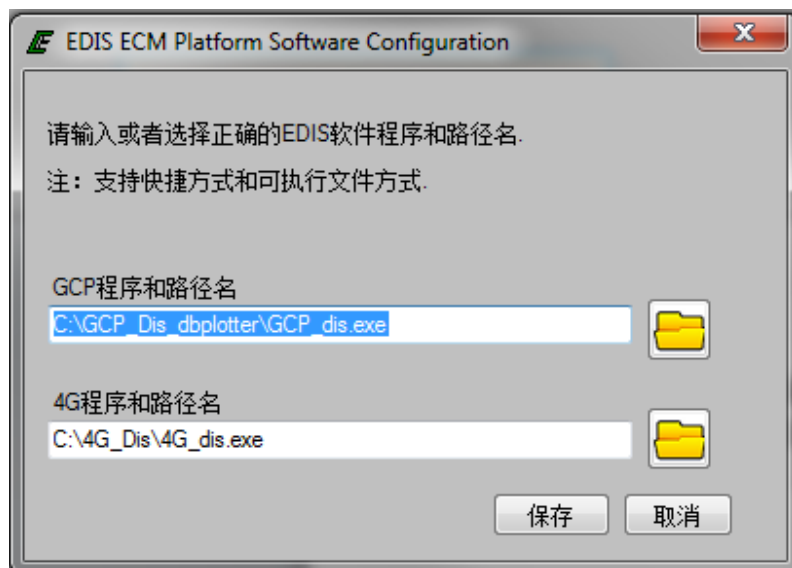 EDIS ECM Platform Software Configuration
请输入或者选择正确的EDIS软件程序和路径名.
注：支持快捷方式和可执行文件方式.
GCP程序和路径名
C:\GCP_Dis_dbplotter\GCP_dis.exe
4G程序和路径名
C:\4G_Dis\4G_dis.exe
保存 取消